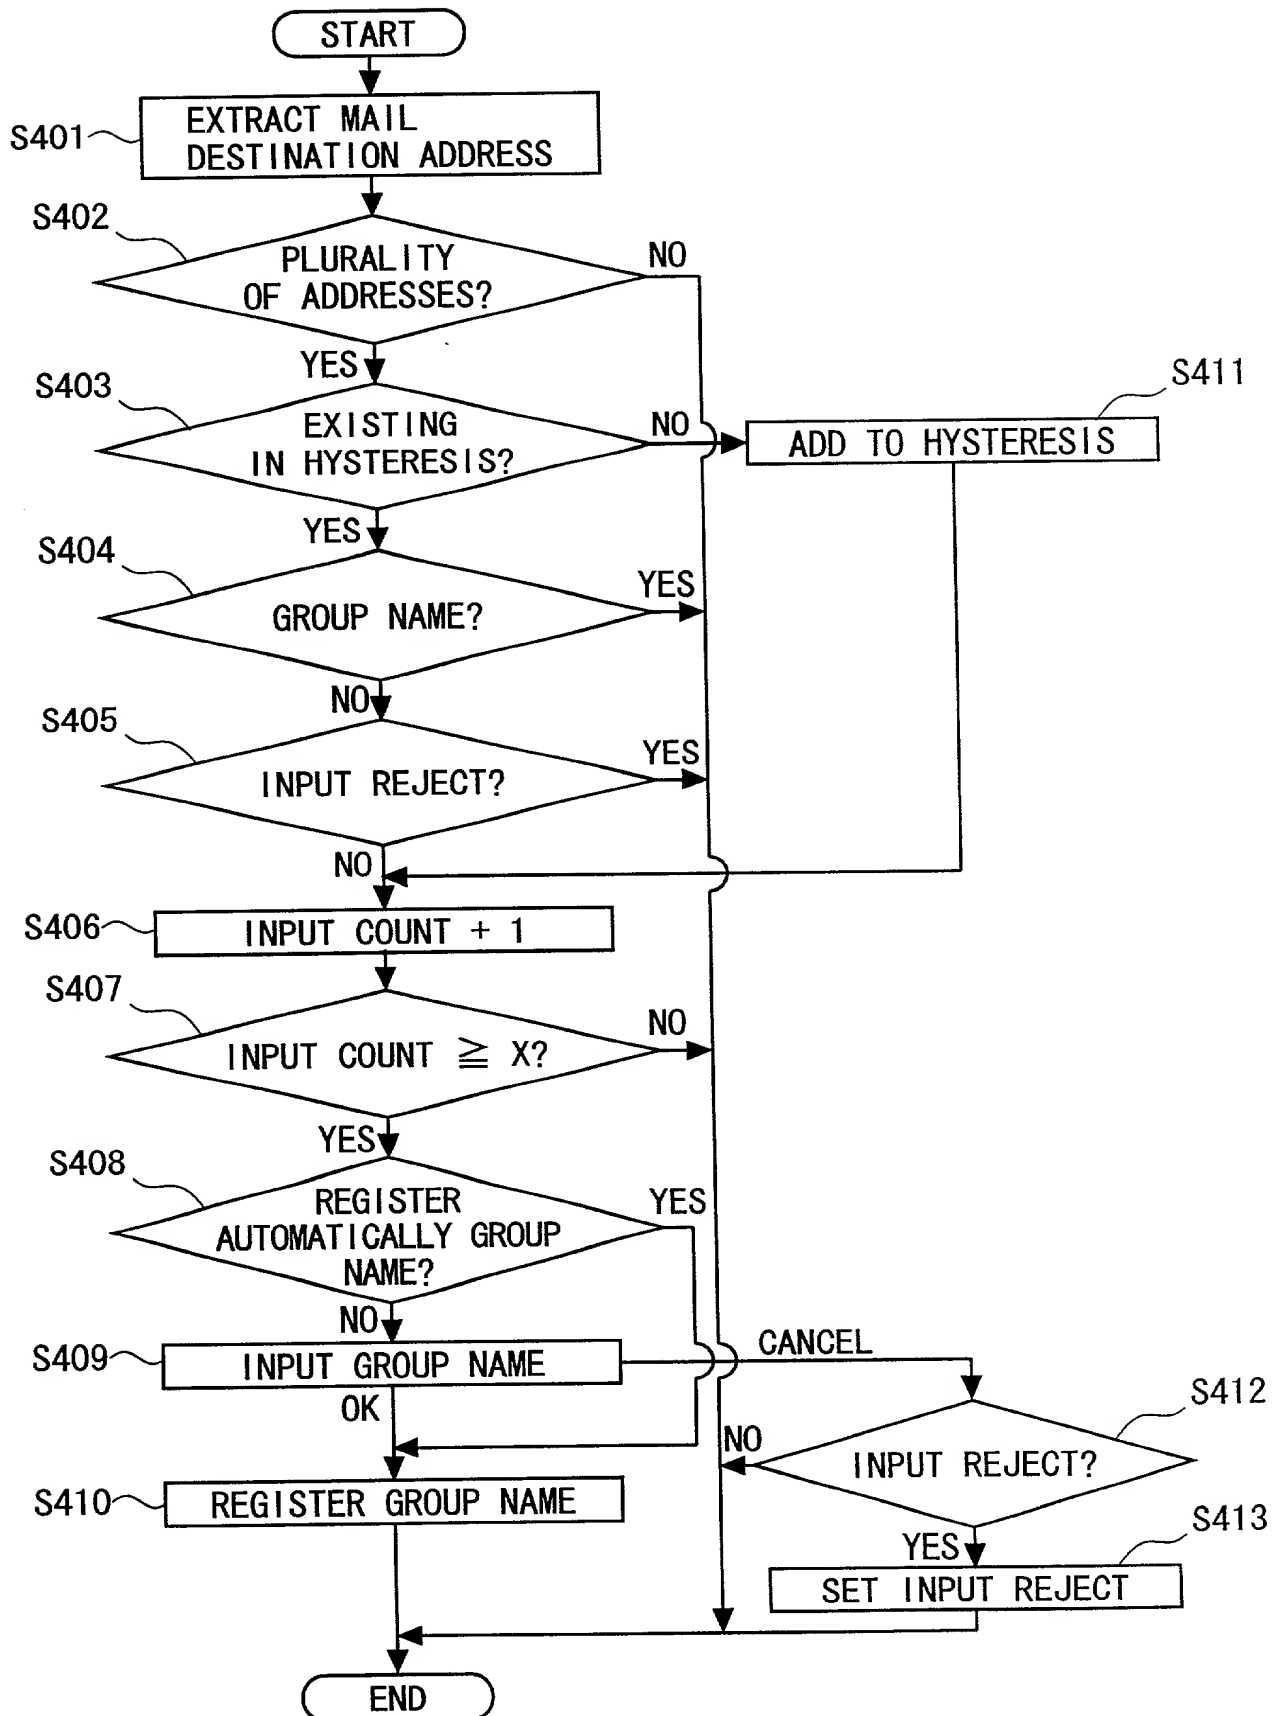 START
S401
EXTRACT MAIL
DESTINATION ADDRESS
S402
PLURALITY
OF ADDRESSES?
NO
YES
S403
EXISTING
IN HYSTERESIS?
NO
S411
ADD TO HYSTERESIS
YES
S404
GROUP NAME?
YES
NO
S405
INPUT REJECT?
YES
NO
S406
INPUT COUNT + 1
S407
INPUT COUNT ≧ X?
NO
YES
S408
REGISTER
AUTOMATICALLY GROUP
NAME?
YES
NO
S409
INPUT GROUP NAME
CANCEL
OK
S412
INPUT REJECT?
NO
S410
REGISTER GROUP NAME
YES
S413
SET INPUT REJECT
END